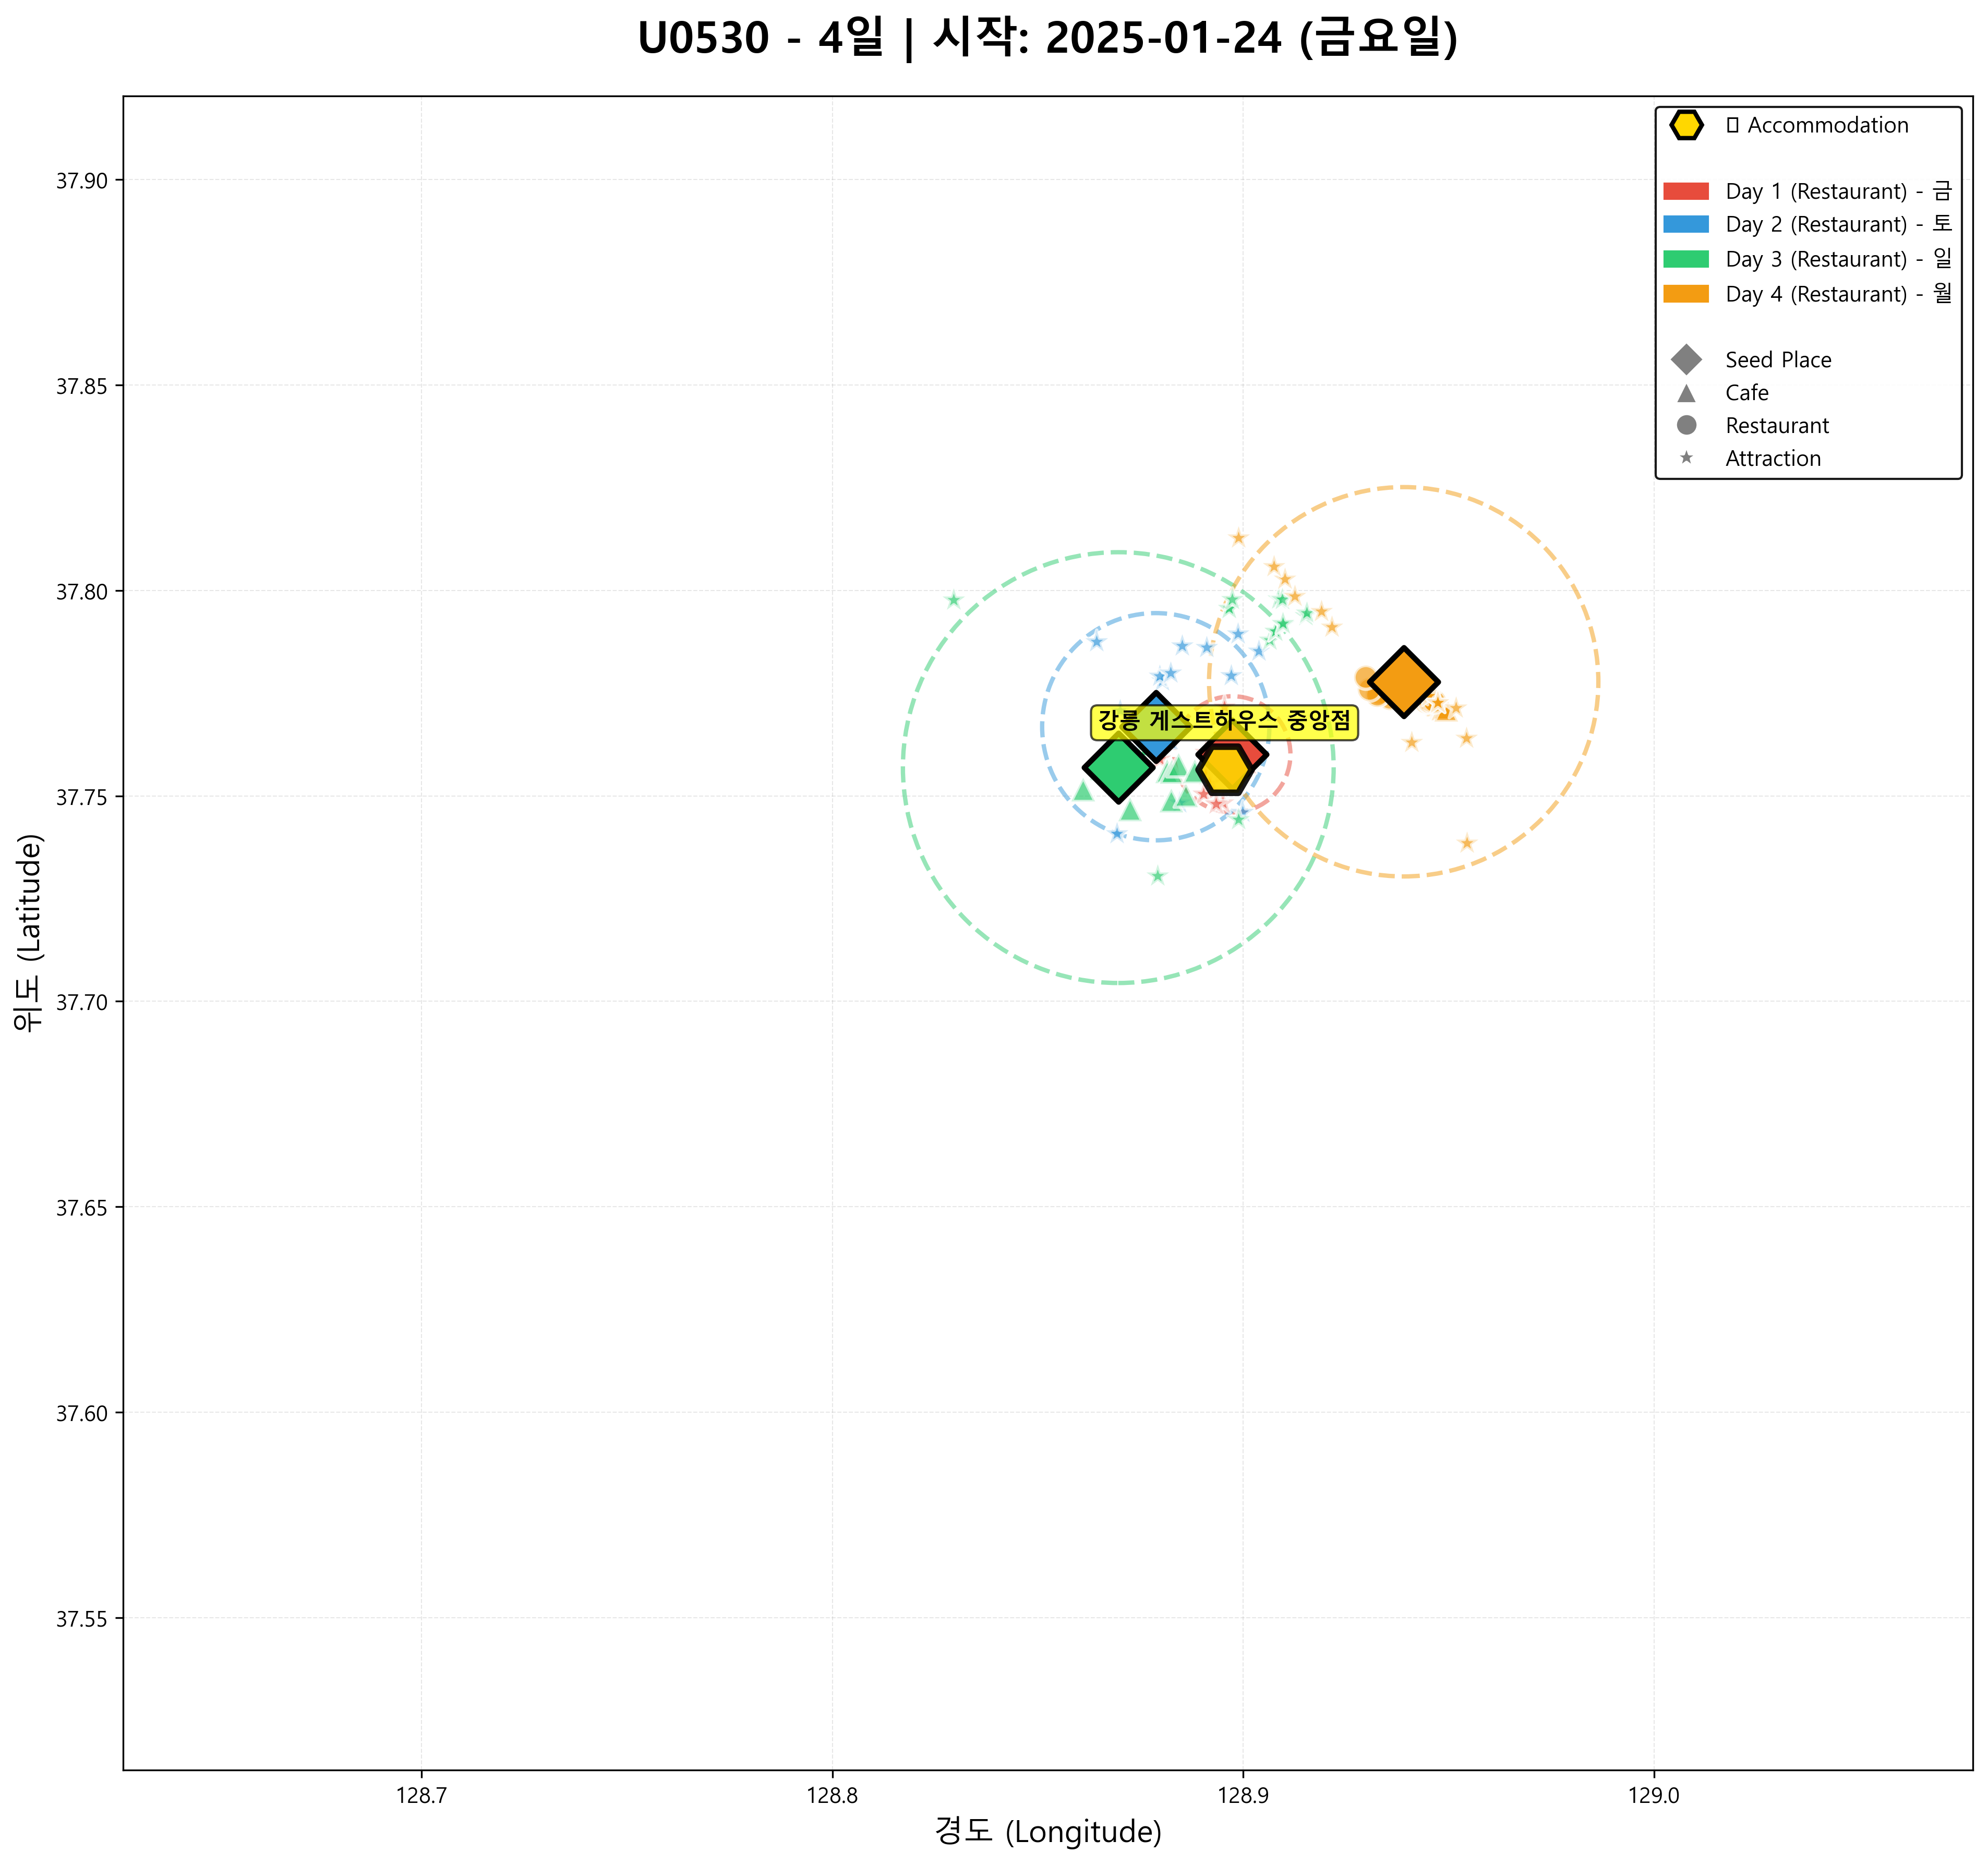 U0530 - 4일 | 시작: 2025-01-24 (금요일)
Accommodation
Day 1 (Restaurant) - 금
Day 2 (Restaurant) - 토
Day 3 (Restaurant) - 일
Day 4 (Restaurant) - 월
Seed Place
Cafe
Restaurant
Attraction
37.90
37.85
37.80
37.75
37.70
37.65
37.60
37.55
강릉 게스트하우스 중앙점
위도 (Latitude)
128.7
128.8
128.9
129.0
경도 (Longitude)